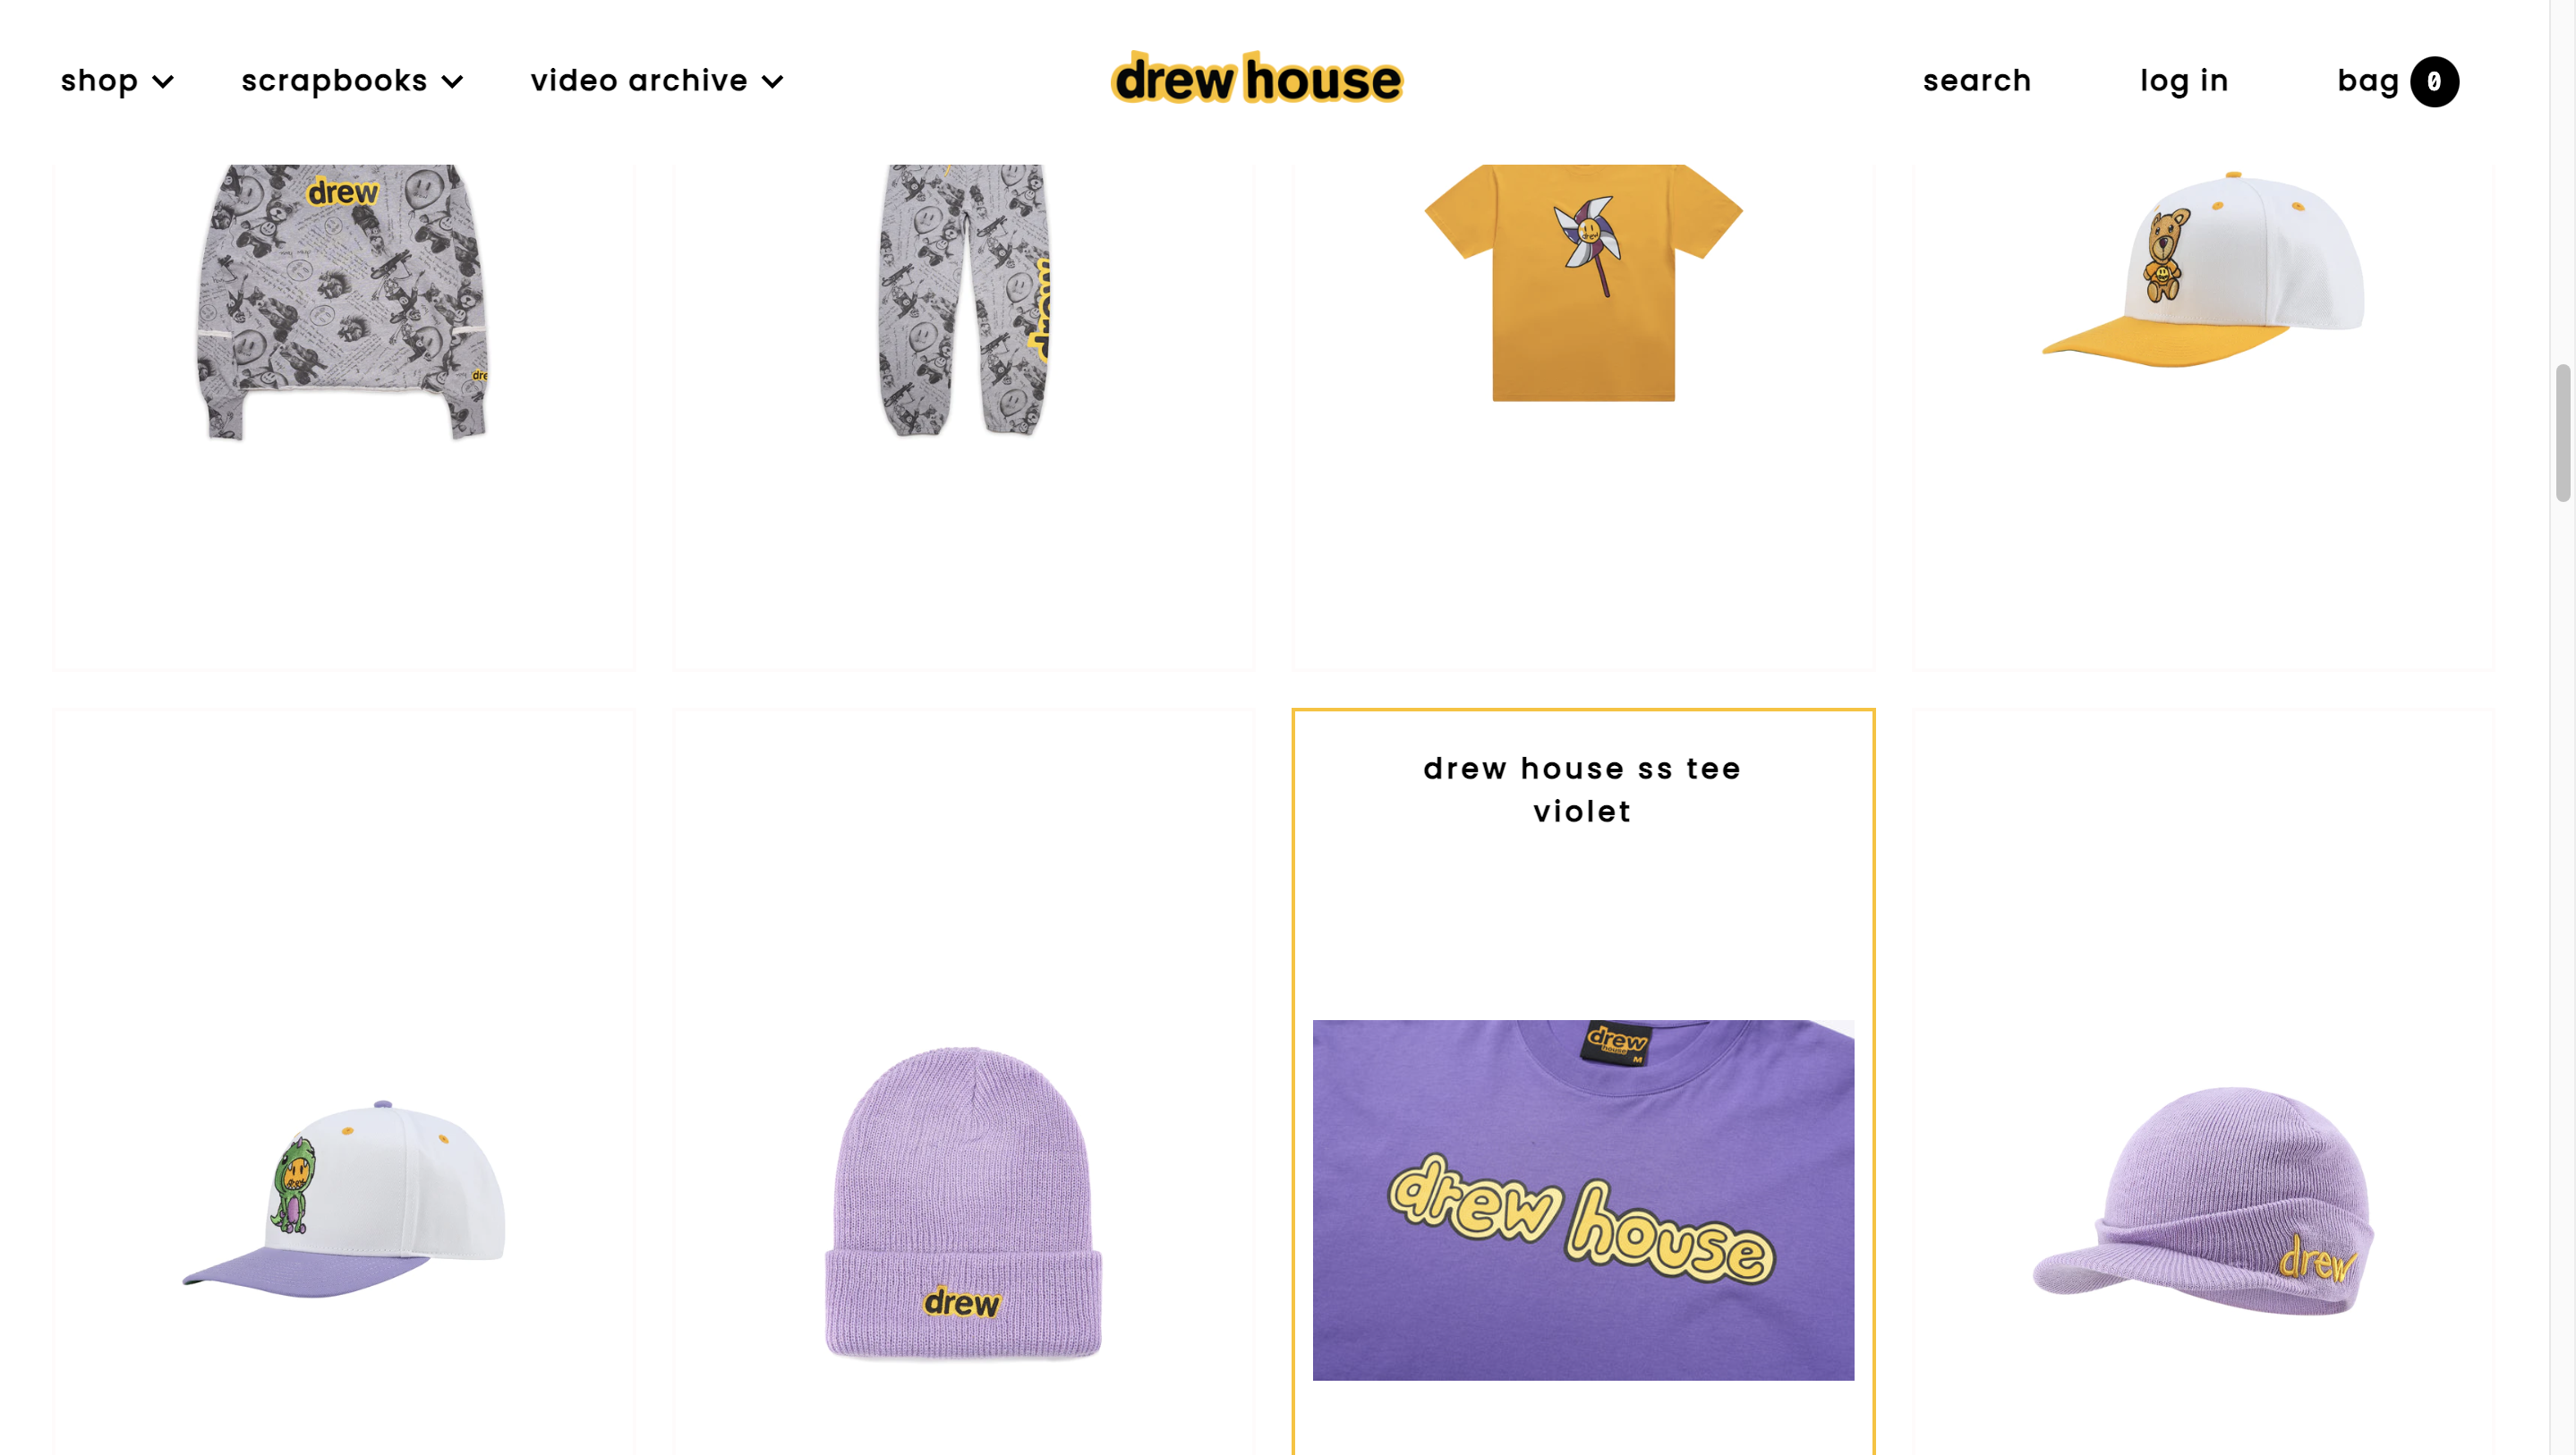 shop
scrapbooks
video archive
drew house
search
log in
bag 0
drew
drew
drew house ss tee
violet
drew
house
M
drew house
drew
drew